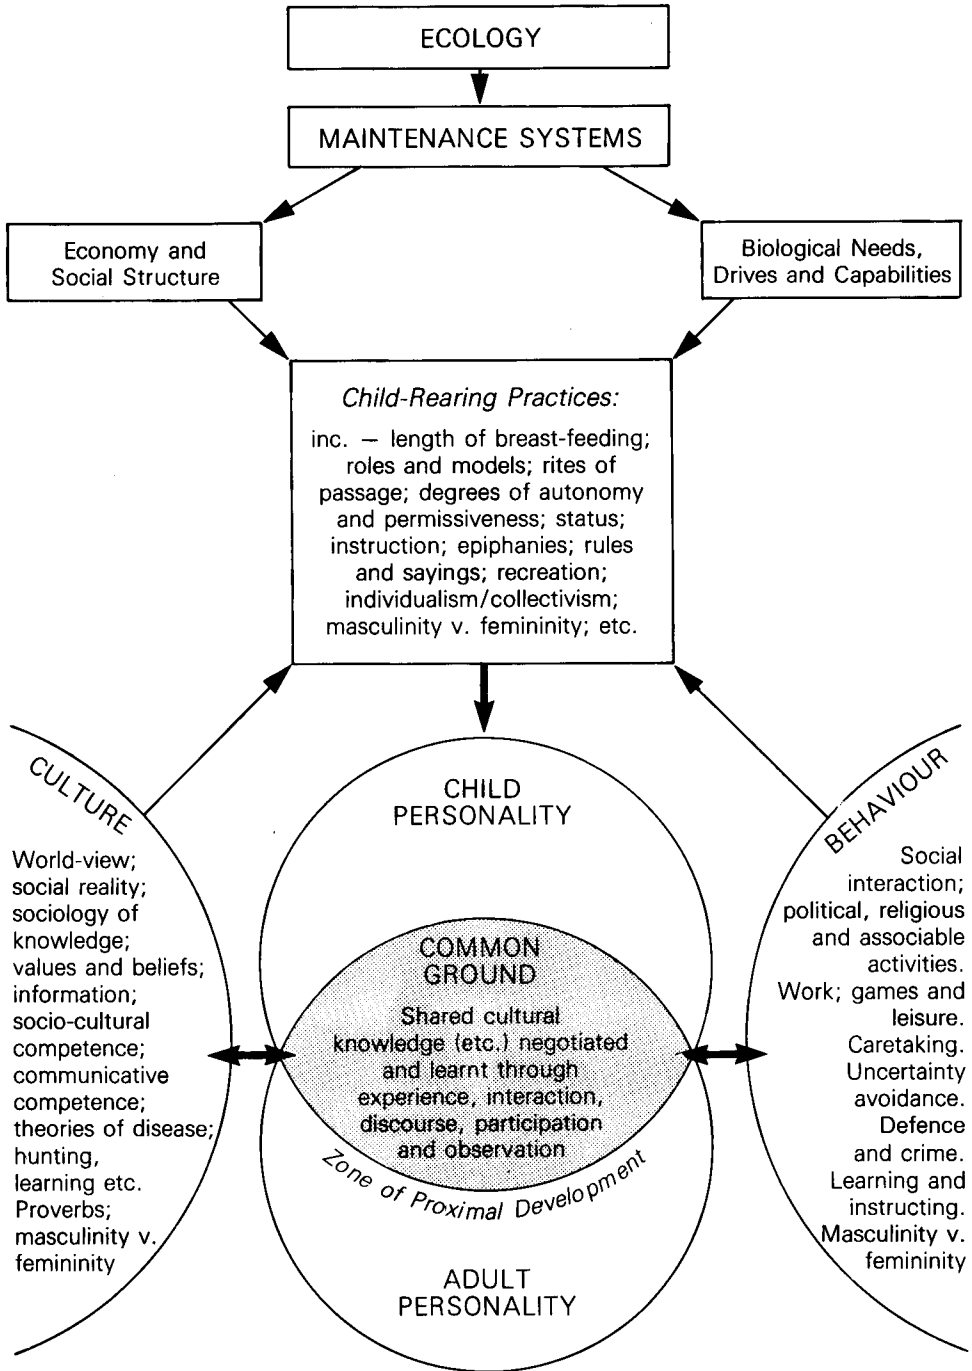 ECOLOGY
MAINTENANCE SYSTEMS
Economy and
Social Structure
Biological Needs,
Drives and Capabilities
Child-Rearing Practices:
inc. — length of breast-feeding;
roles and models; rites of
passage; degrees of autonomy
and permissiveness; status;
instruction; epiphanies; rules
and sayings; recreation;
individualism/collectivism;
masculinity v. femininity; etc.
CULTURE
World-view;
social reality;
sociology of
knowledge;
values and beliefs;
information;
socio-cultural
competence;
communicative
competence;
theories of disease;
hunting,
learning etc.
Proverbs;
masculinity v.
femininity
CHILD
PERSONALITY
COMMON
GROUND
Shared cultural
knowledge (etc.) negotiated
and learnt through
experience, interaction,
discourse, participation
and observation
Zone of Proximal Development
ADULT
PERSONALITY
BEHAVIOUR
Social
interaction;
political, religious
and associable
activities.
Work; games and
leisure.
Caretaking.
Uncertainty
avoidance.
Defence
and crime.
Learning and
instructing.
Masculinity v.
femininity